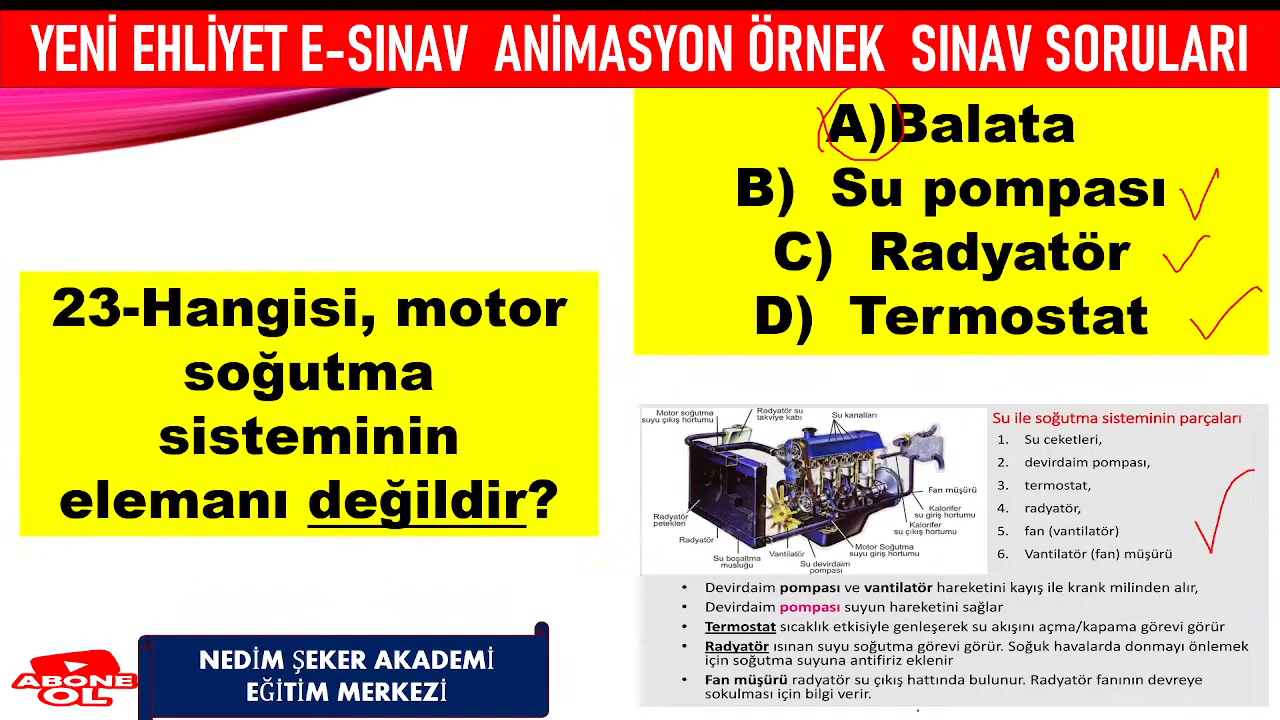 YENİ EHLİYET E-SINAV ANİMASYON ÖRNEK SINAV SORULARI
23-Hangisi, motor
soğutma
sisteminin
elemanı değildir?
A)Balata
B) Su pompası
C) Radyatör
D) Termostat
Motor soğutma
suyu çıkış hortumu
Radyatör su
takviye kabı
Su kanalları
Fan müşürü
Kalorifer
su giriş hortumu
Kalorifer
su çıkış hortumu
Radyatör
petekleri
Radyatör
Su boşaltma
musluğu
Vantilatör
Su devirdaim
pompası
Motor Soğutma
suyu giriş hortumu
Su ile soğutma sisteminin parçaları
1. Su ceketleri,
2. devirdaim pompası,
3. termostat,
4. radyatör,
5. fan (vantilatör)
6. Vantilatör (fan) müşürü
• Devirdaim pompası ve vantilatör hareketini kayış ile krank milinden alır,
• Devirdaim pompası suyun hareketini sağlar
• Termostat sıcaklık etkisiyle genleşerek su akışını açma/kapama görevi görür
• Radyatör ısınan suyu soğutma görevi görür. Soğuk havalarda donmayı önlemek
için soğutma suyuna antifiriz eklenir
• Fan müşürü radyatör su çıkış hattında bulunur. Radyatör fanının devreye
sokulması için bilgi verir.
ABONE
OL
NEDİM ŞEKER AKADEMİ
EĞİTİM MERKEZİ